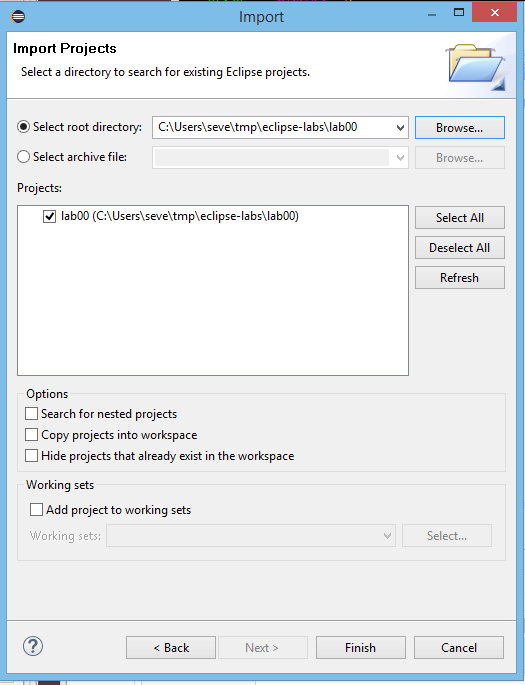 Import
Import Projects
Select a directory to search for existing Eclipse projects.
Select root directory: C:\Users\seve\tmp\eclipse-labs\lab00 Browse...
Select archive file: Browse...
Projects:
lab00 (C:\Users\seve\tmp\eclipse-labs\lab00)
Select All
Deselect All
Refresh
Options
Search for nested projects
Copy projects into workspace
Hide projects that already exist in the workspace
Working sets
Add project to working sets
Working sets: Select...
? < Back Next > Finish Cancel